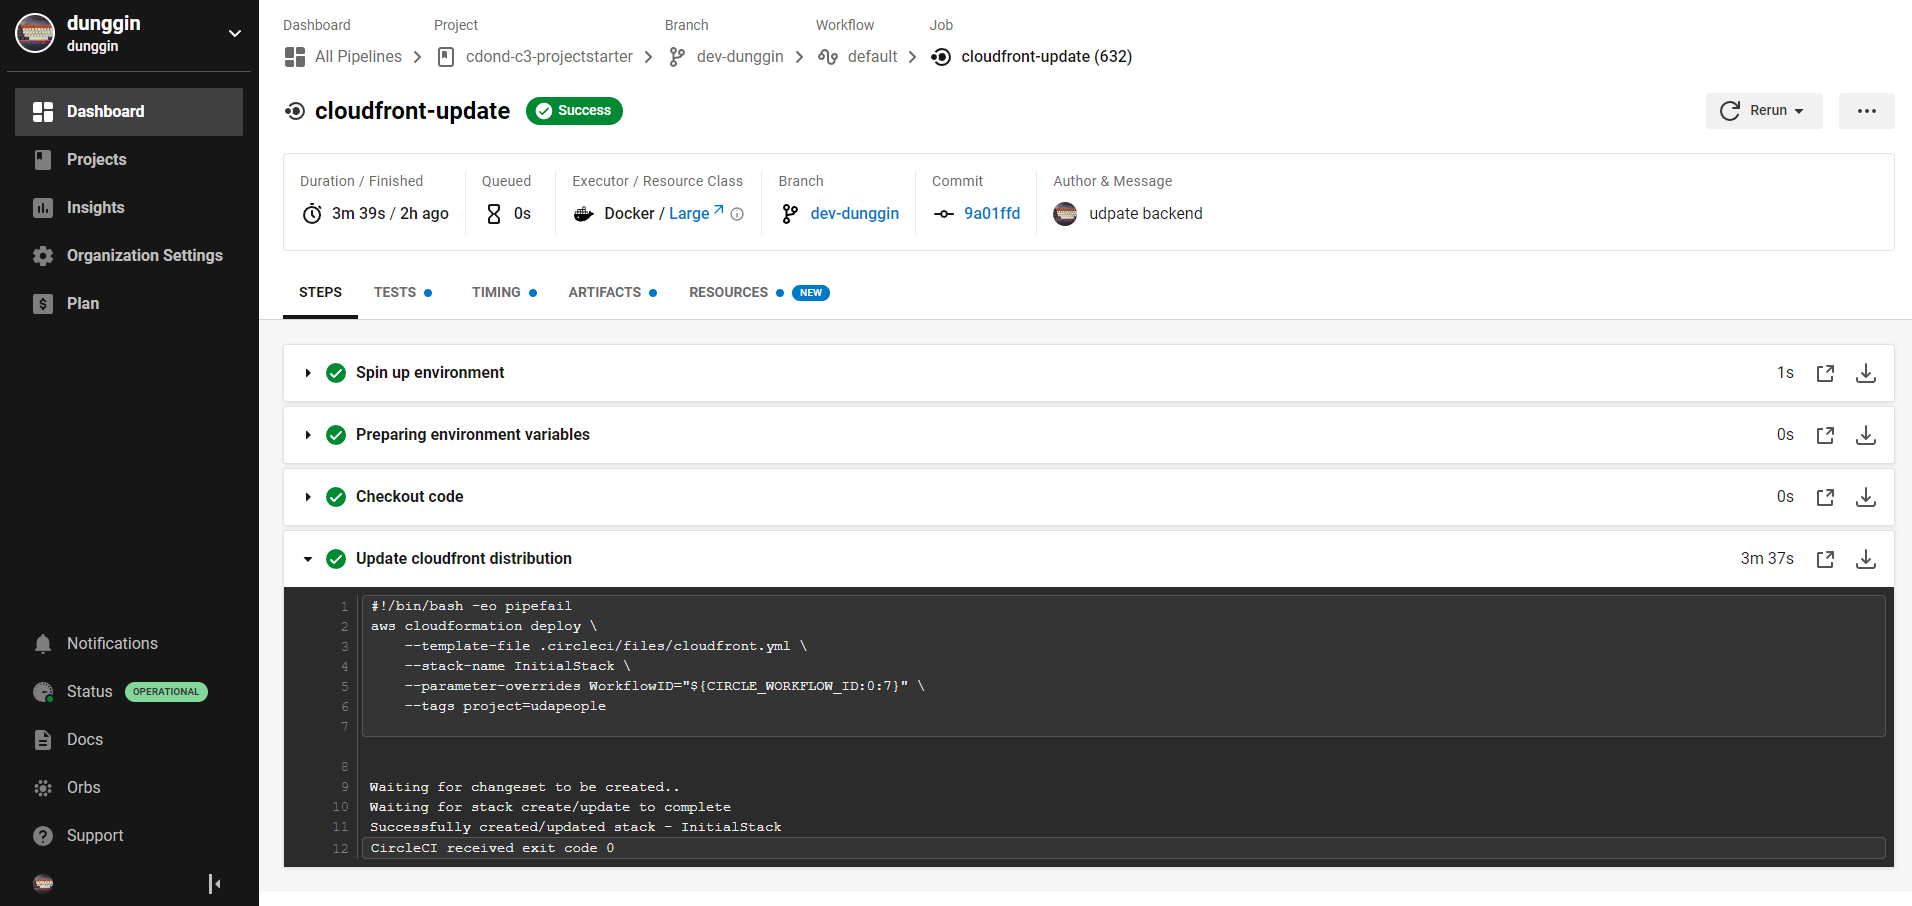 dunggin
dunggin
Dashboard
Projects
Insights
Organization Settings
Plan
Notifications
Status OPERATIONAL
Docs
Orbs
Support
Dashboard Project Branch Workflow Job
All Pipelines cdond-c3-projectstarter dev-dunggin default cloudfront-update (632)
cloudfront-update Success
Rerun
Duration / Finished Queued Executor / Resource Class Branch Commit Author & Message
3m 39s / 2h ago 0s Docker / Large dev-dunggin 9a01ffd udpate backend
STEPS TESTS TIMING ARTIFACTS RESOURCES NEW
Spin up environment 1s
Preparing environment variables 0s
Checkout code 0s
Update cloudfront distribution 3m 37s
1 #!/bin/bash -eo pipefail
2 aws cloudformation deploy \
3 --template-file .circleci/files/cloudfront.yml \
4 --stack-name InitialStack \
5 --parameter-overrides WorkflowID="${CIRCLE_WORKFLOW_ID:0:7}" \
6 --tags project=udapeople
7
8
9 Waiting for changeset to be created..
10 Waiting for stack create/update to complete
11 Successfully created/updated stack - InitialStack
12 CircleCI received exit code 0